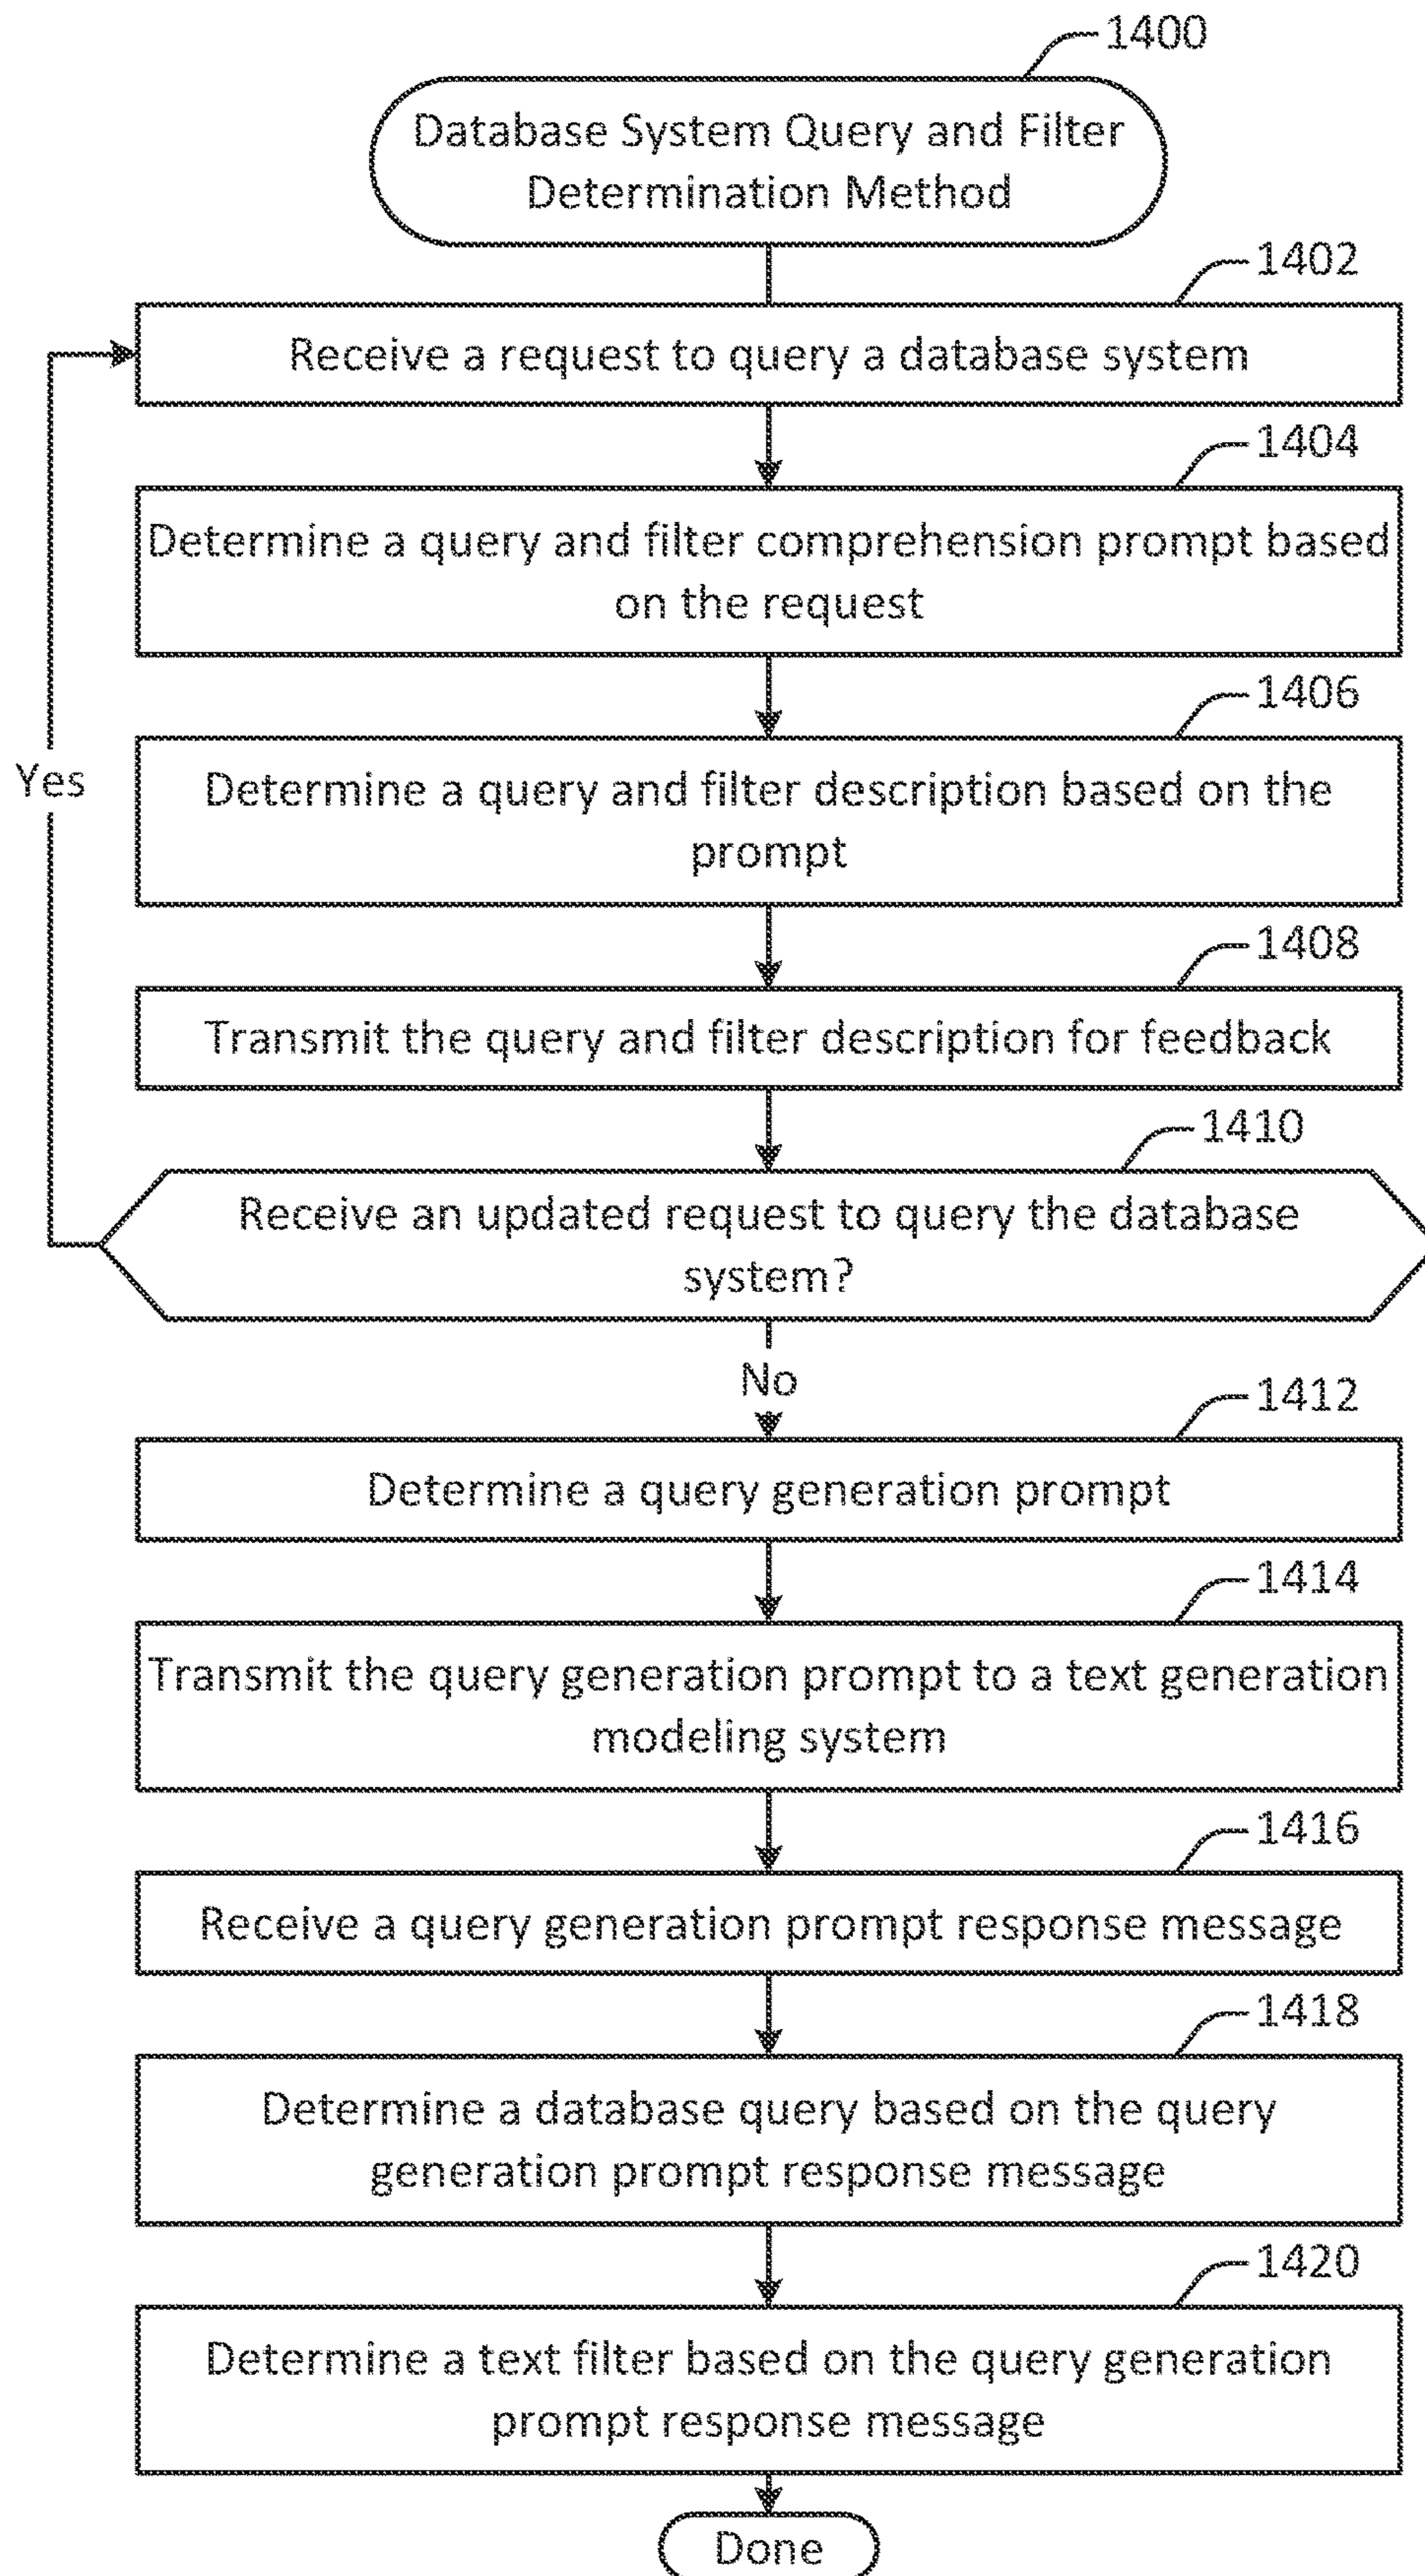 1400
Database System Query and Filter
Determination Method
1402
Receive a request to query a database system
1404
Determine a query and filter comprehension prompt based
on the request
1406
Yes
Determine a query and filter description based on the
prompt
1408
Transmit the query and filter description for feedback
1410
Receive an updated request to query the database
system?
No
1412
Determine a query generation prompt
1414
Transmit the query generation prompt to a text generation
modeling system
1416
Receive a query generation prompt response message
1418
Determine a database query based on the query
generation prompt response message
1420
Determine a text filter based on the query generation
prompt response message
Done